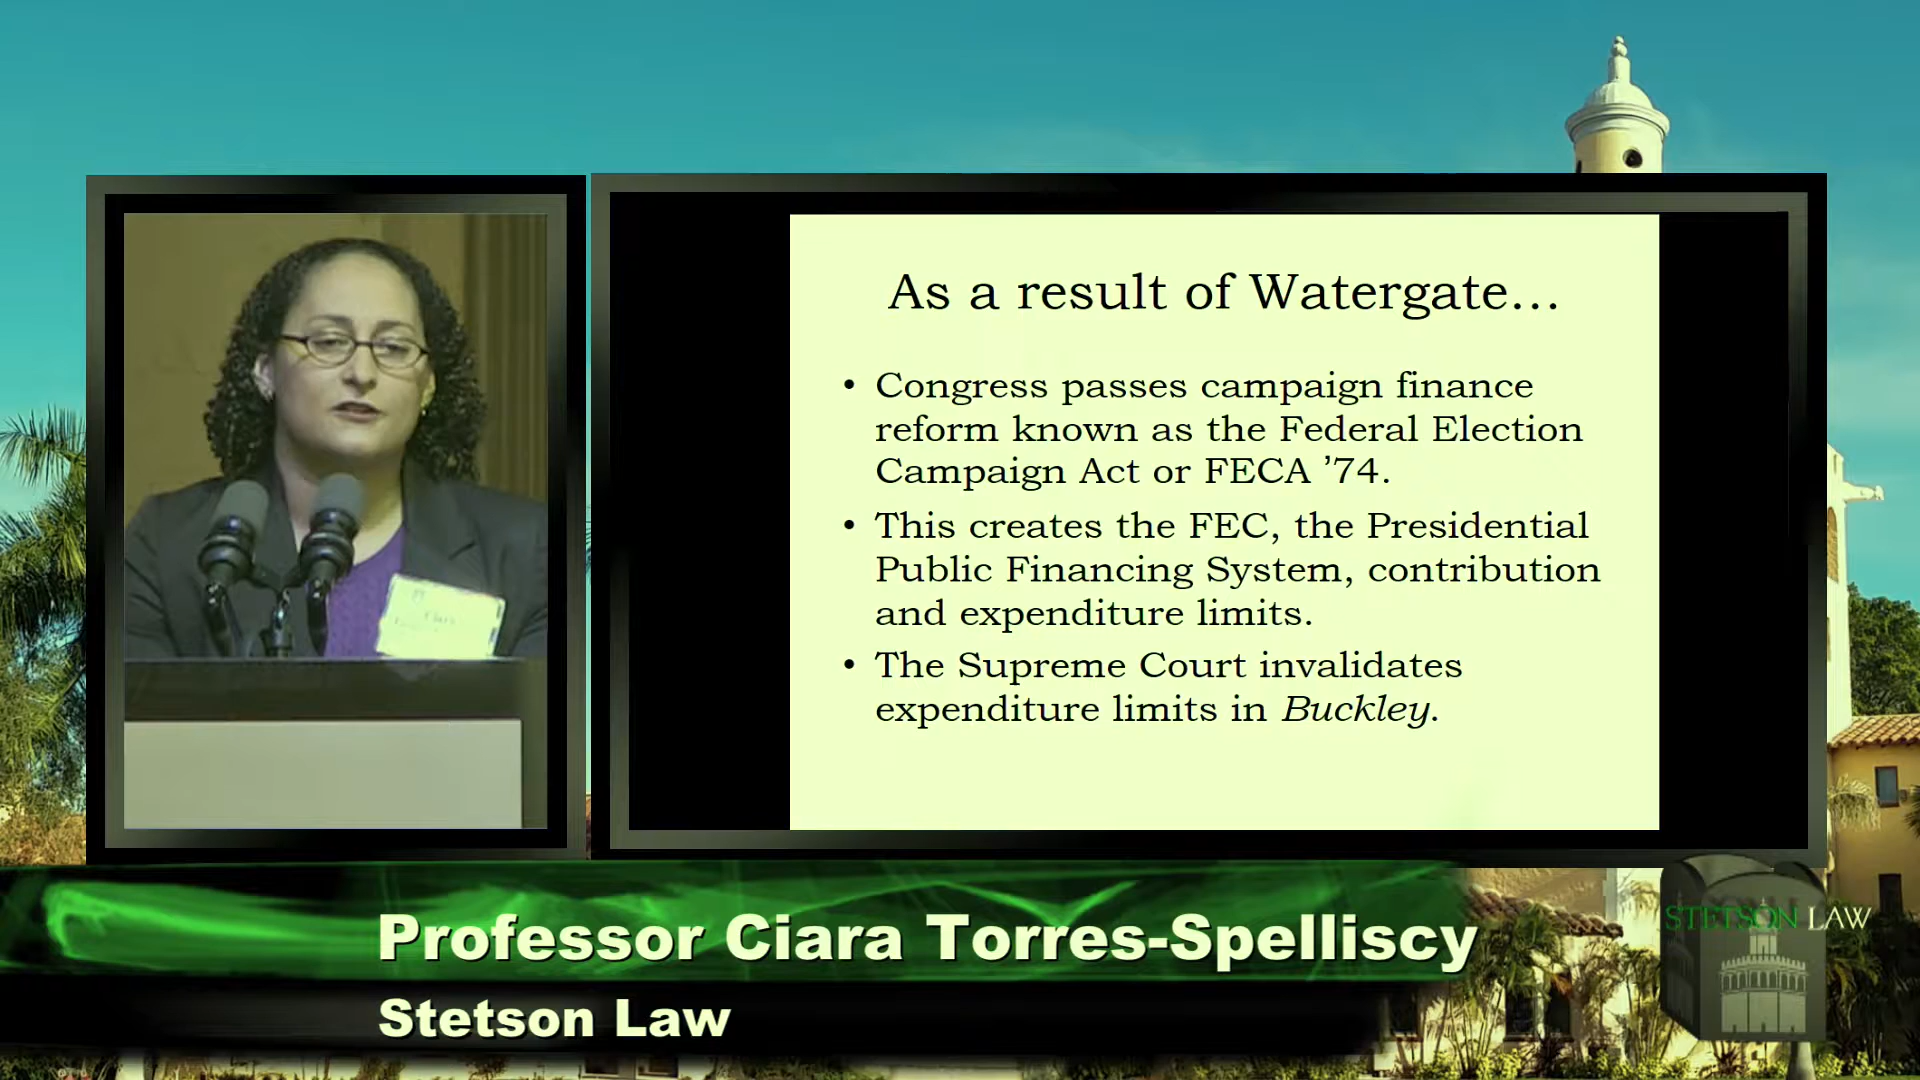 As a result of Watergate...
• Congress passes campaign finance
reform known as the Federal Election
Campaign Act or FECA ’74.
• This creates the FEC, the Presidential
Public Financing System, contribution
and expenditure limits.
• The Supreme Court invalidates
expenditure limits in Buckley.
Professor Ciara Torres-Spelliscy
Stetson Law
STETSON LAW